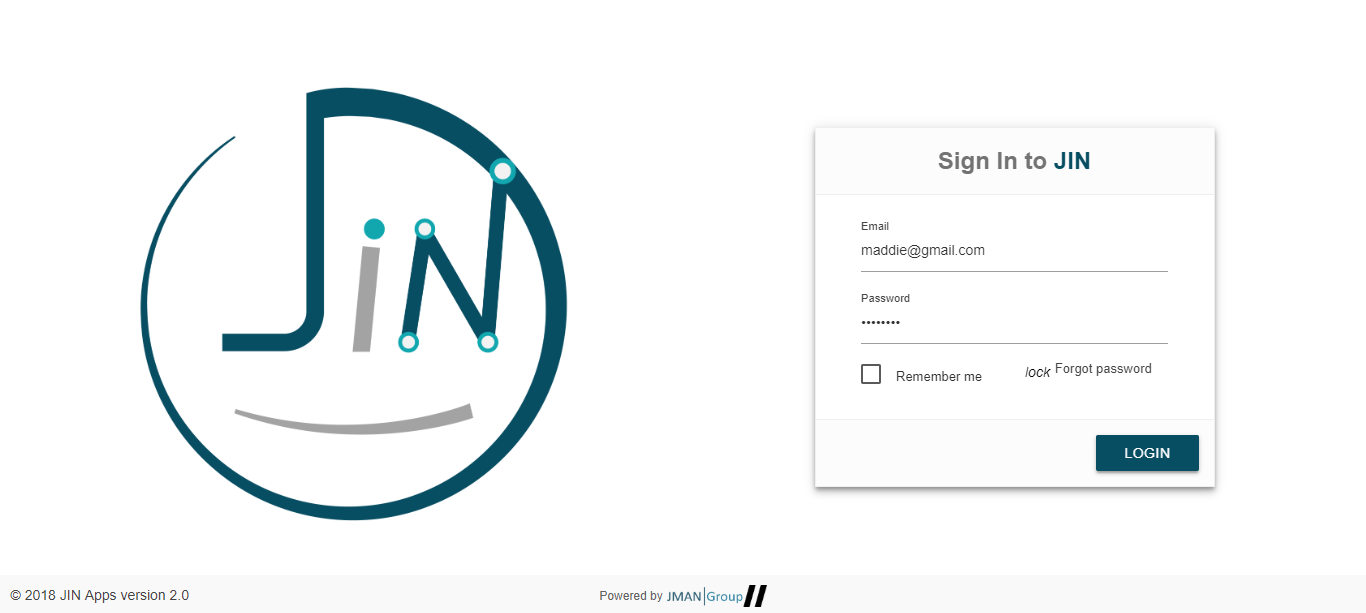 JiN
Sign In to JIN
Email
maddie@gmail.com
Password
••••••••
Remember me
lock Forgot password
LOGIN
© 2018 JIN Apps version 2.0
Powered by JMAN|Group